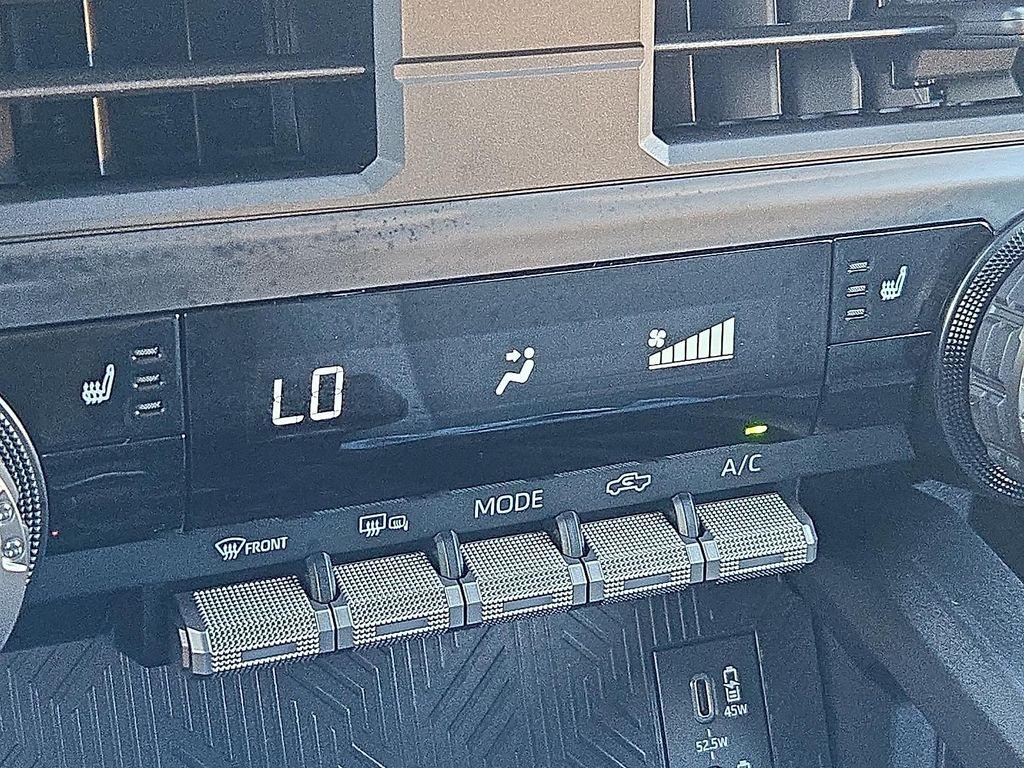 LO
A/C
MODE
FRONT
45W
52.5W